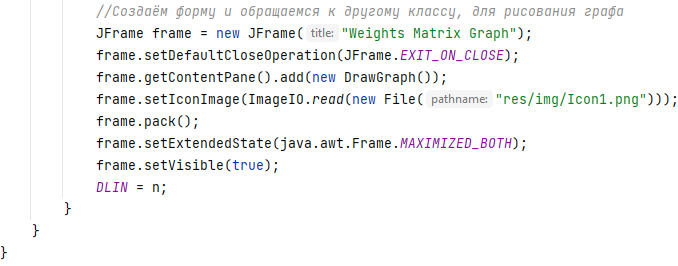 //Создаём форму и обращаемся к другому классу, для рисования графа
JFrame frame = new JFrame( title: "Weights Matrix Graph");
frame.setDefaultCloseOperation(JFrame.EXIT_ON_CLOSE);
frame.getContentPane().add(new DrawGraph());
frame.setIconImage(ImageIO.read(new File( pathname: "res/img/Icon1.png")));
frame.pack();
frame.setExtendedState(java.awt.Frame.MAXIMIZED_BOTH);
frame.setVisible(true);
DLIN = n;
}
}
}